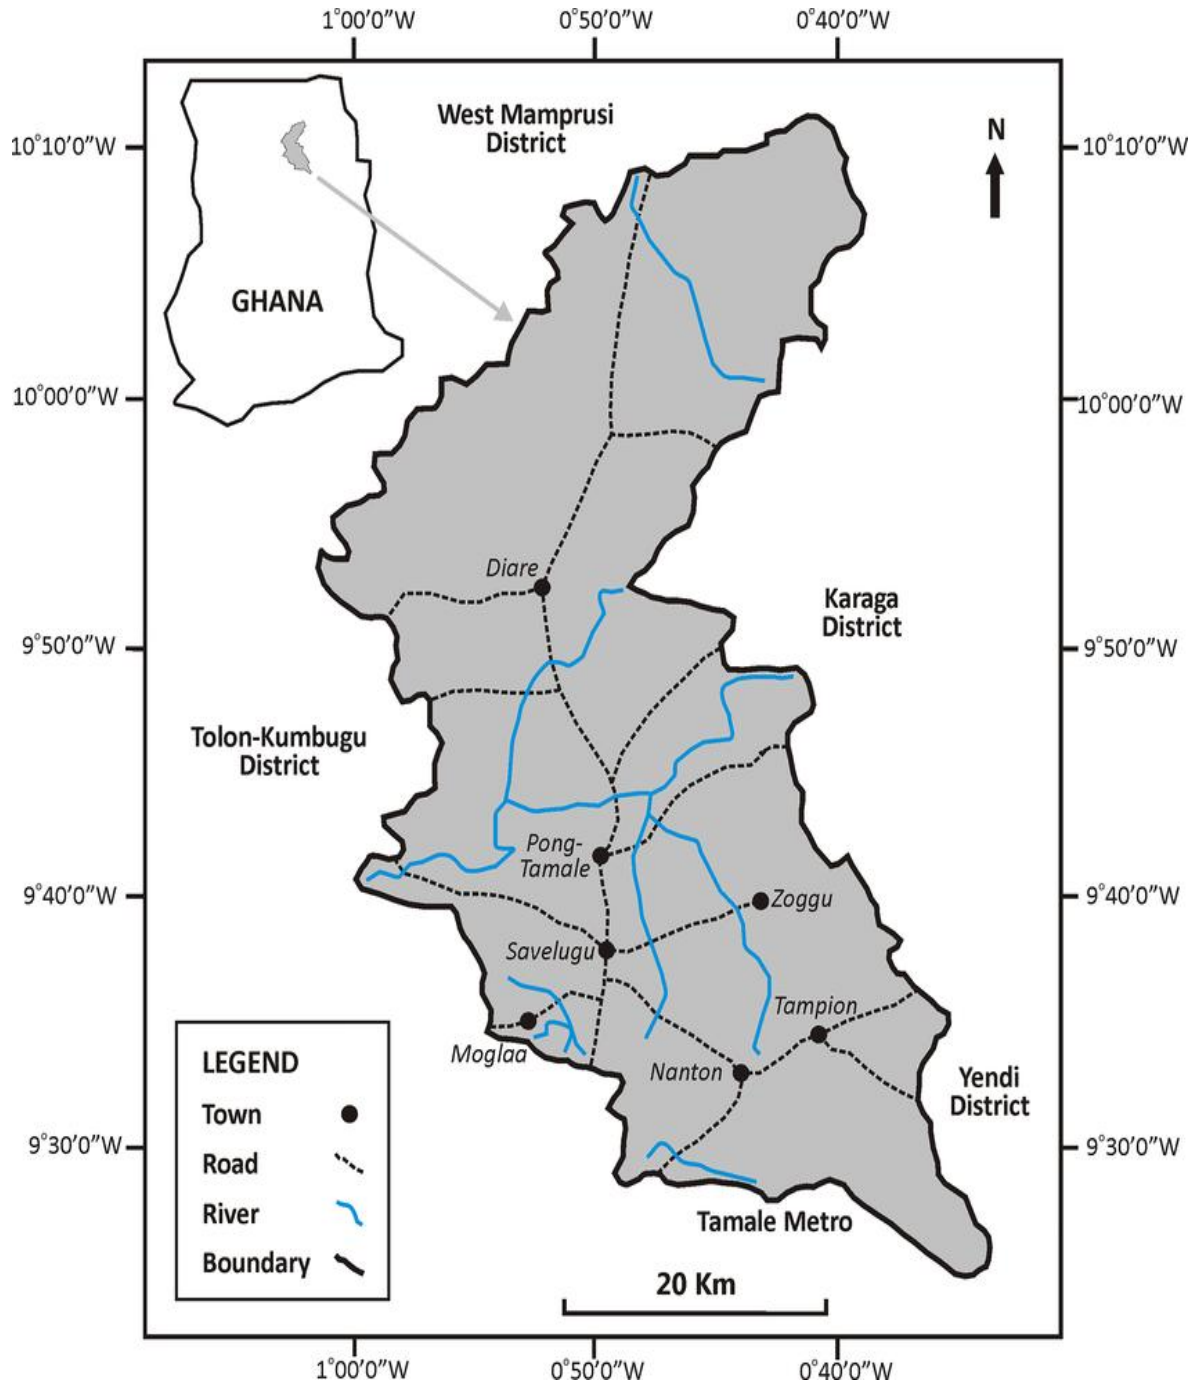 1°00'0"W
0°50'0"W
0°40'0"W
West Mamprusi
District
N
10°10'0"W
10°10'0"W
GHANA
10°00'0"W
10°00'0"W
Diare
Karaga
District
9°50'0"W
9°50'0"W
Tolon-Kumbugu
District
Pong-
Tamale
9°40'0"W
Zoggu
9°40'0"W
Savelugu
Tampion
Moglaa
Nanton
Yendi
District
LEGEND
Town
Road
River
Boundary
9°30'0"W
9°30'0"W
Tamale Metro
20 Km
1°00'0"W
0°50'0"W
0°40'0"W